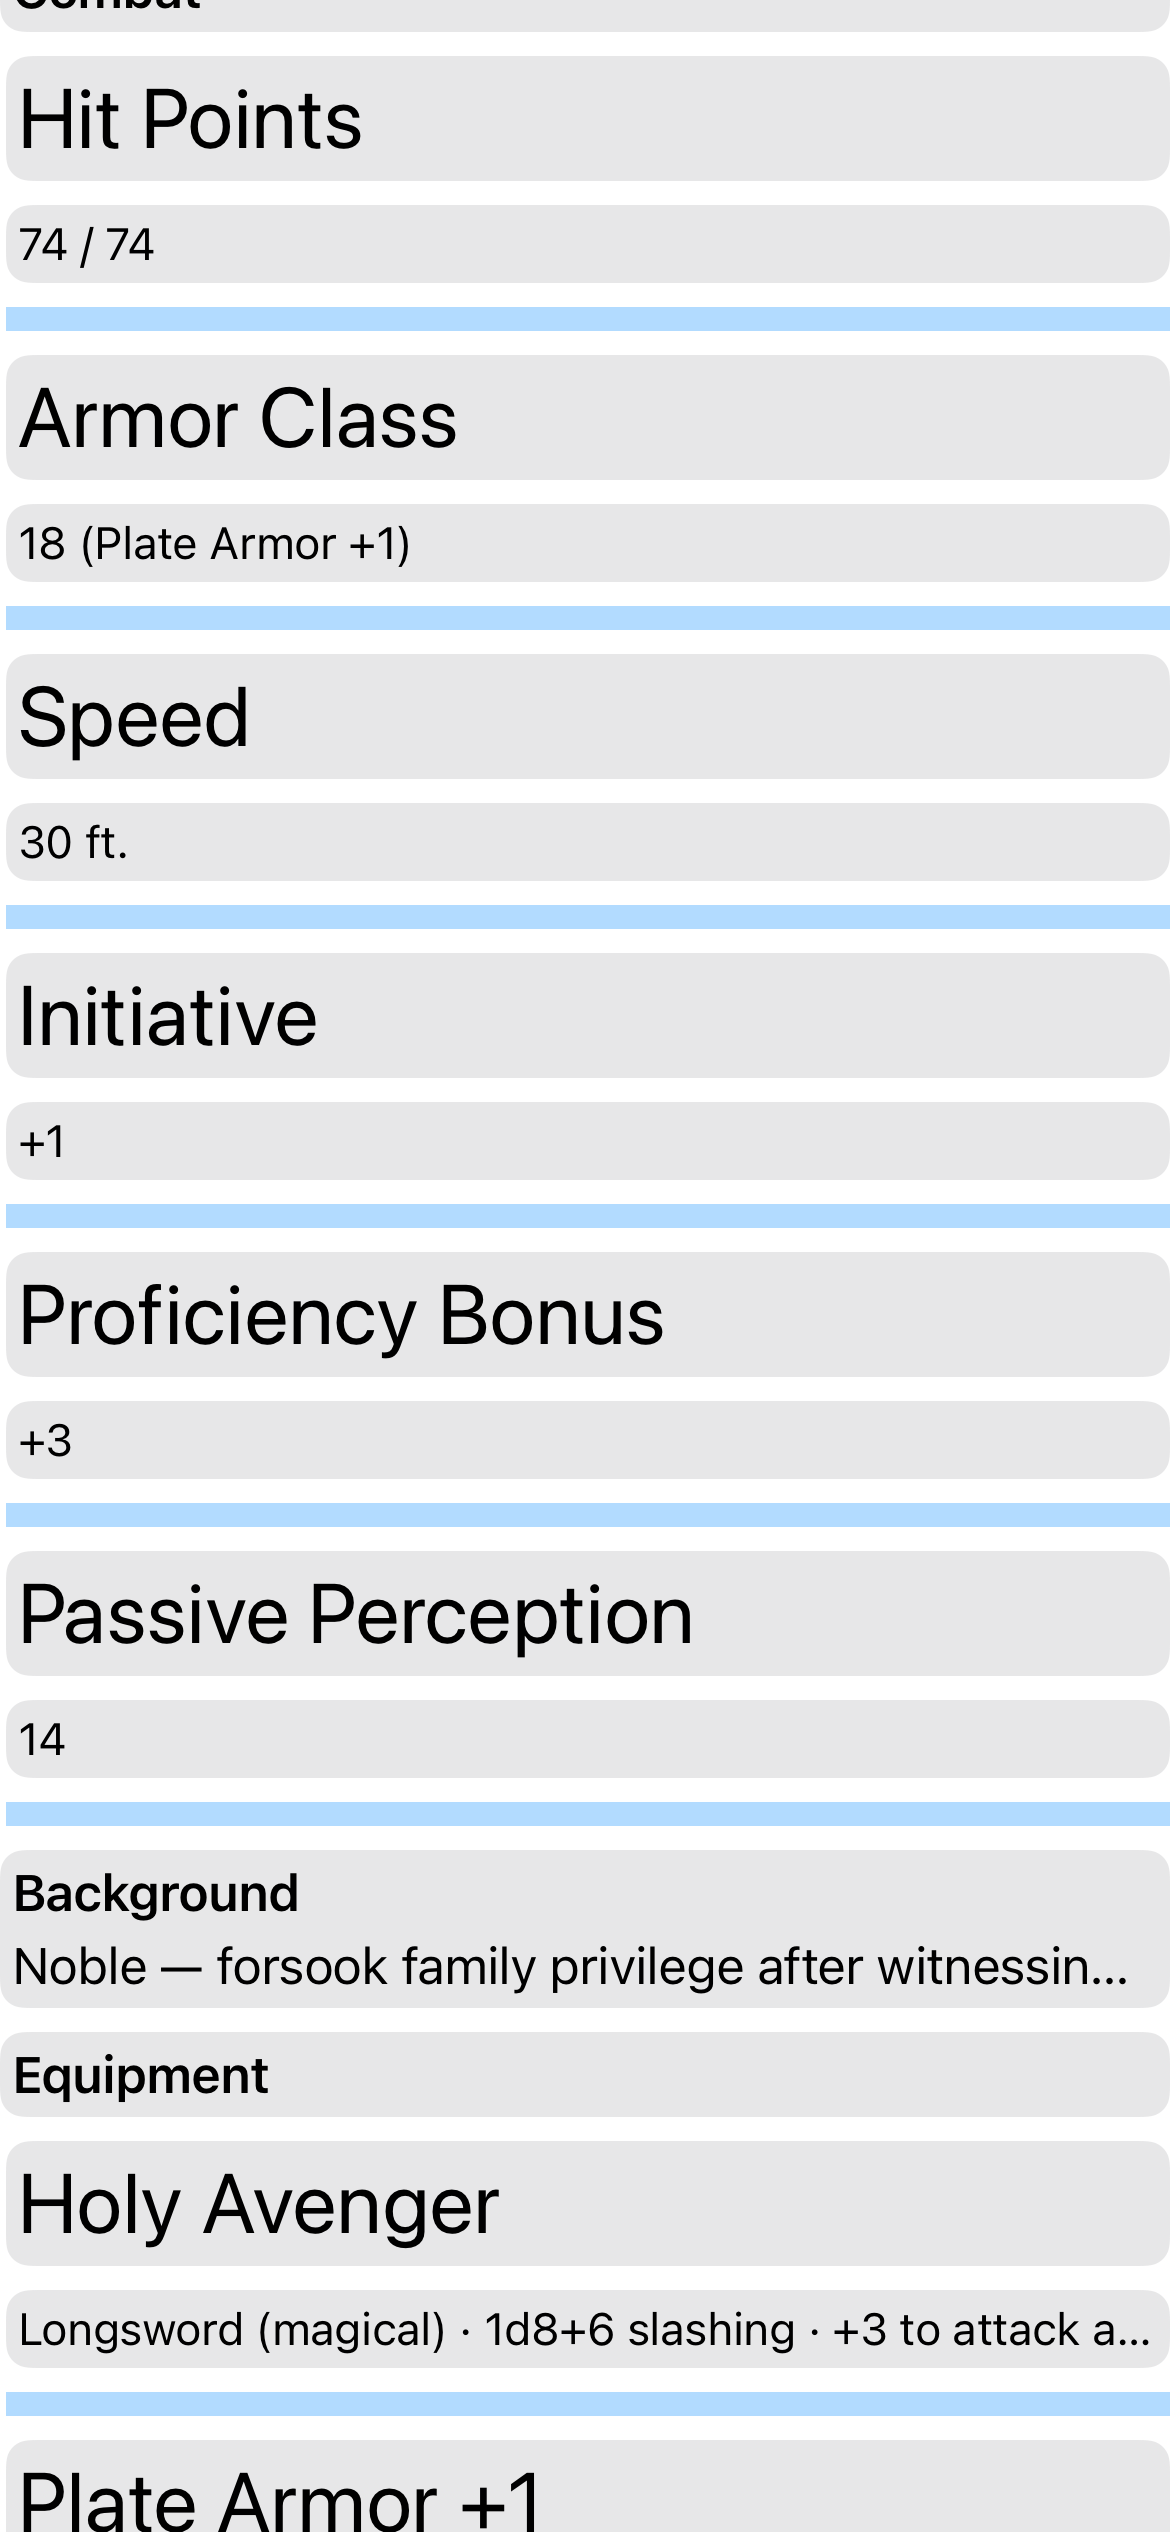 Combat
Hit Points
74 / 74
Armor Class
18 (Plate Armor +1)
Speed
30 ft.
Initiative
+1
Proficiency Bonus
+3
Passive Perception
14
Background
Noble — forsook family privilege after witnessin...
Equipment
Holy Avenger
Longsword (magical) · 1d8+6 slashing · +3 to attack a...
Plate Armor +1